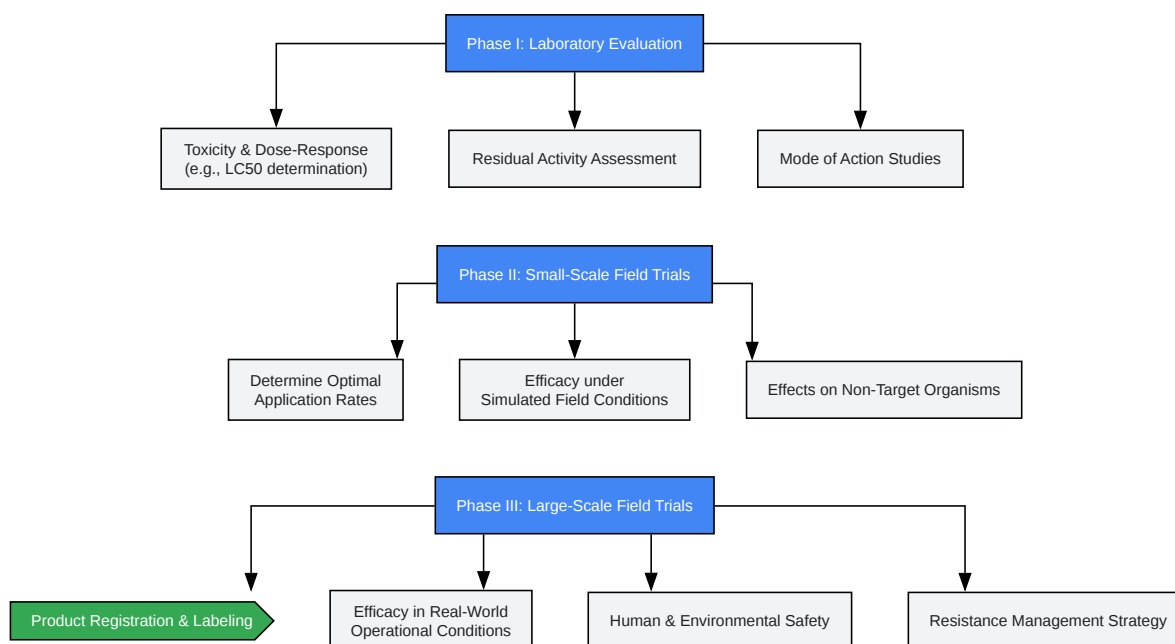 Phase I: Laboratory Evaluation
Toxicity & Dose-Response
(e.g., LC50 determination)
Residual Activity Assessment
Mode of Action Studies
Phase II: Small-Scale Field Trials
Determine Optimal
Application Rates
Efficacy under
Simulated Field Conditions
Effects on Non-Target Organisms
Phase III: Large-Scale Field Trials
Product Registration & Labeling
Efficacy in Real-World
Operational Conditions
Human & Environmental Safety
Resistance Management Strategy